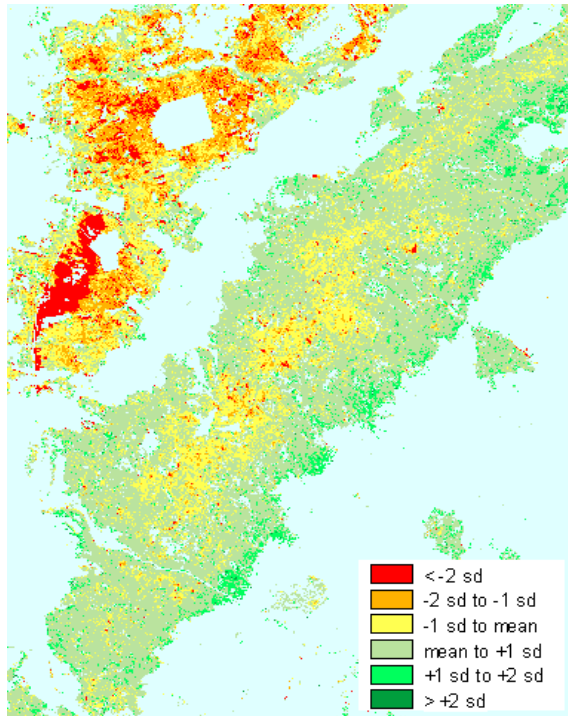 <-2 sd
-2 sd to -1 sd
-1 sd to mean
mean to +1 sd
+1 sd to +2 sd
> +2 sd